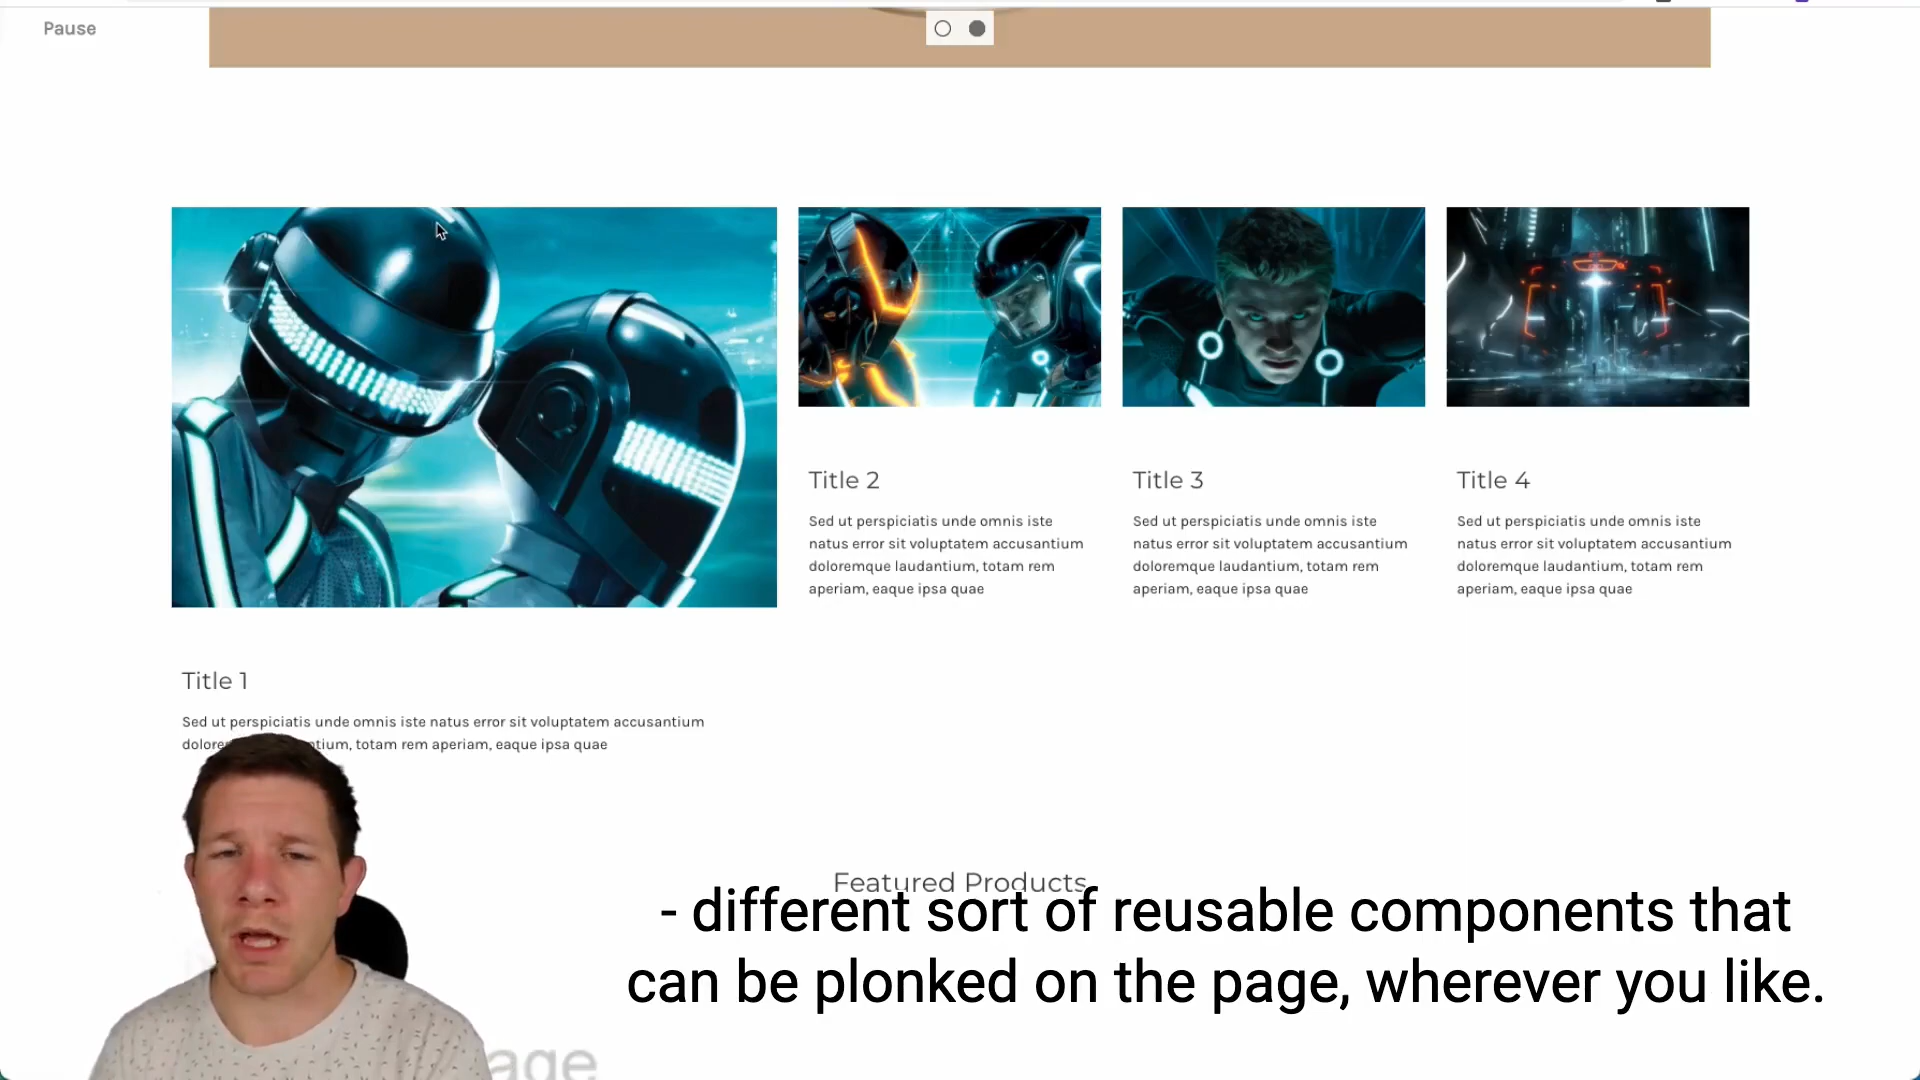 Pause
Title 2
Sed ut perspiciatis unde omnis iste
natus error sit voluptatem accusantium
doloremque laudantium, totam rem
aperiam, eaque ipsa quae
Title 3
Sed ut perspiciatis unde omnis iste
natus error sit voluptatem accusantium
doloremque laudantium, totam rem
aperiam, eaque ipsa quae
Title 4
Sed ut perspiciatis unde omnis iste
natus error sit voluptatem accusantium
doloremque laudantium, totam rem
aperiam, eaque ipsa quae
Title 1
Sed ut perspiciatis unde omnis iste natus error sit voluptatem accusantium
totam rem aperiam, eaque ipsa quae
Featured Products
- different sort of reusable components that
can be plonked on the page, wherever you like.